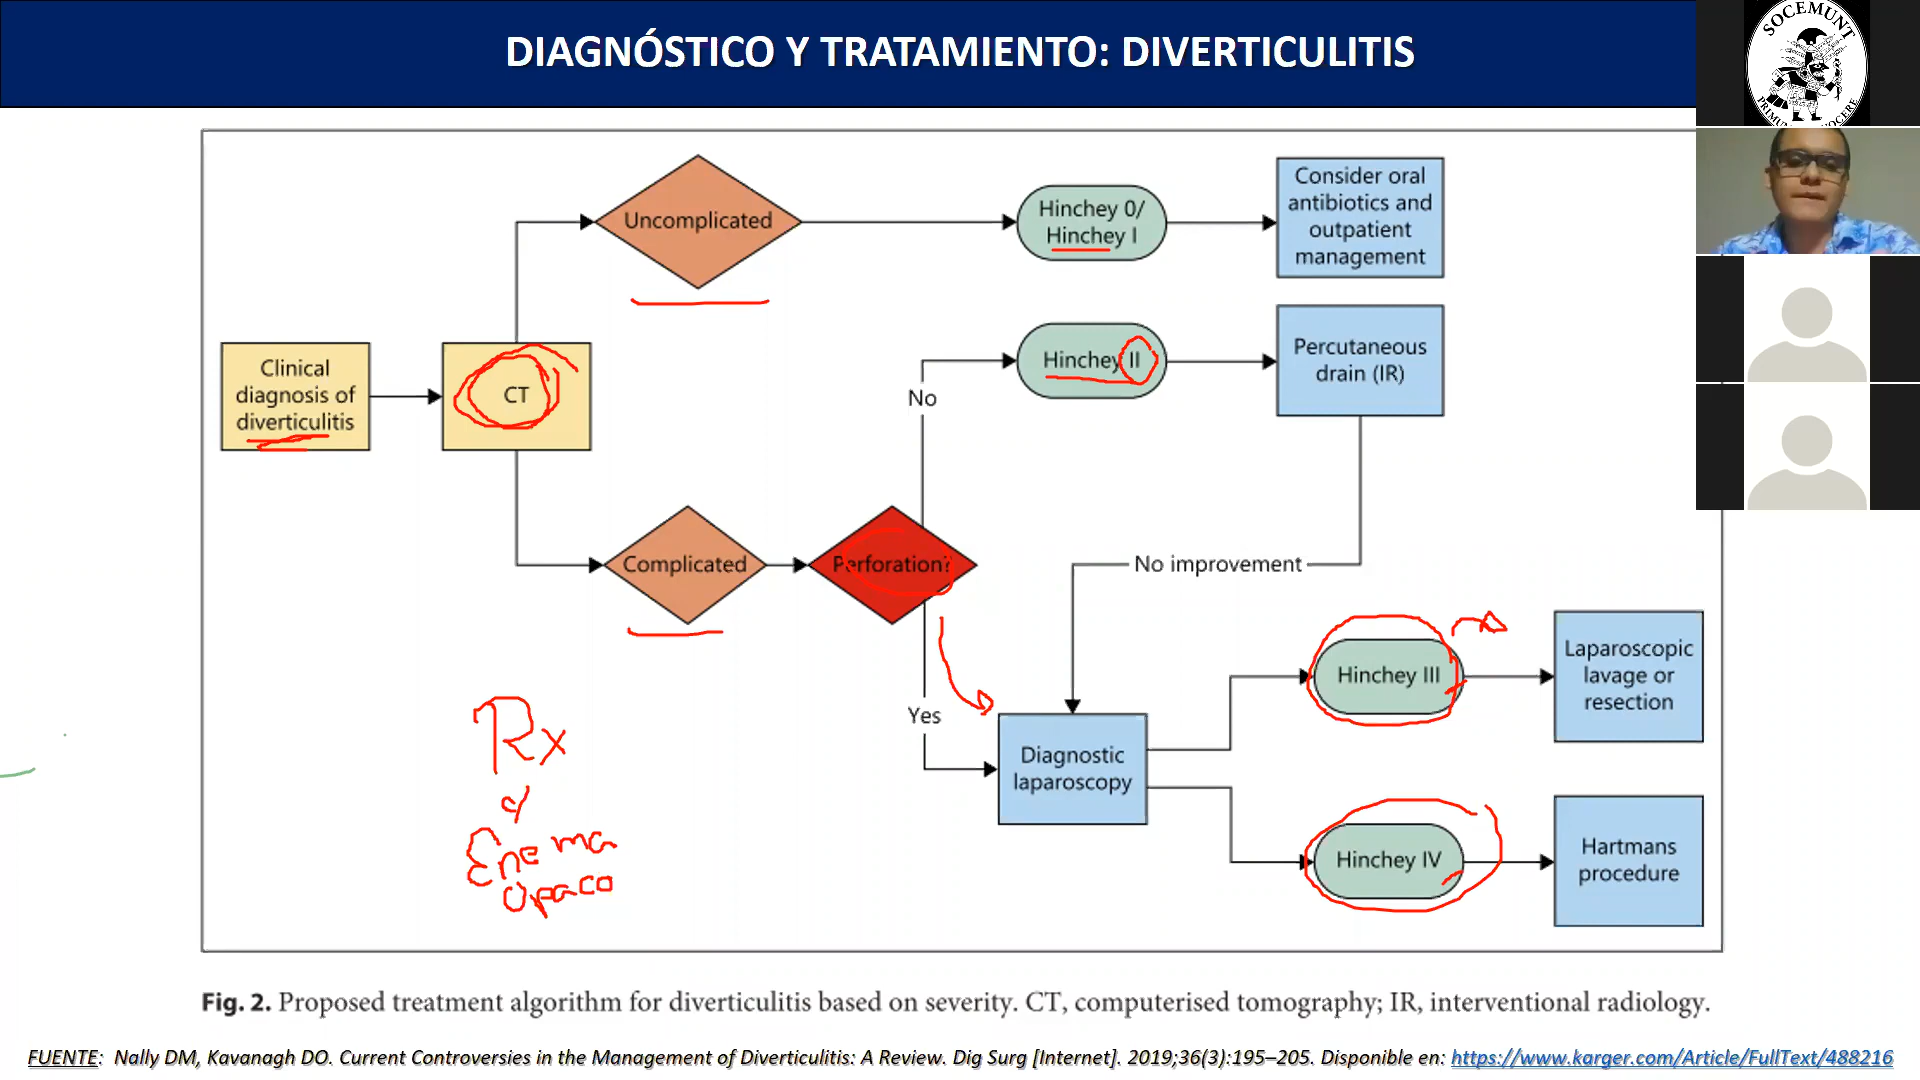 DIAGNÓSTICO Y TRATAMIENTO: DIVERTICULITIS
SOCEMUNT
Uncomplicated
Hinchey 0/
Hinchey I
Consider oral
antibiotics and
outpatient
management
Clinical
diagnosis of
diverticulitis
CT
No
Hinchey II
Percutaneous
drain (IR)
Complicated
Perforation?
No improvement
Yes
Diagnostic
laparoscopy
Hinchey III
Laparoscopic
lavage or
resection
Hinchey IV
Hartmans
procedure
Rx
Enema
Opaco
Fig. 2. Proposed treatment algorithm for diverticulitis based on severity. CT, computerised tomography; IR, interventional radiology.
FUENTE: Nally DM, Kavanagh DO. Current Controversies in the Management of Diverticulitis: A Review. Dig Surg [Internet]. 2019;36(3):195–205. Disponible en: https://www.karger.com/Article/FullText/488216